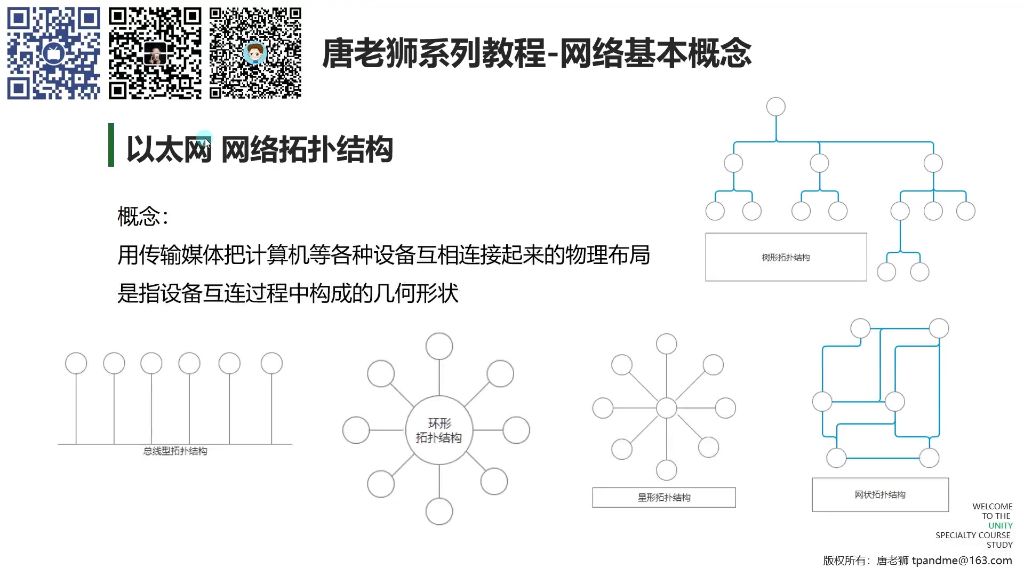 唐老狮系列教程-网络基本概念
以太网 网络拓扑结构
概念：
用传输媒体把计算机等各种设备互相连接起来的物理布局
是指设备互连过程中构成的几何形状
树形拓扑结构
总线型拓扑结构
环形
拓扑结构
星形拓扑结构
网状拓扑结构
WELCOME
TO THE
UNITY
SPECIALTY COURSE
STUDY
版权所有：唐老狮 tpandme@163.com